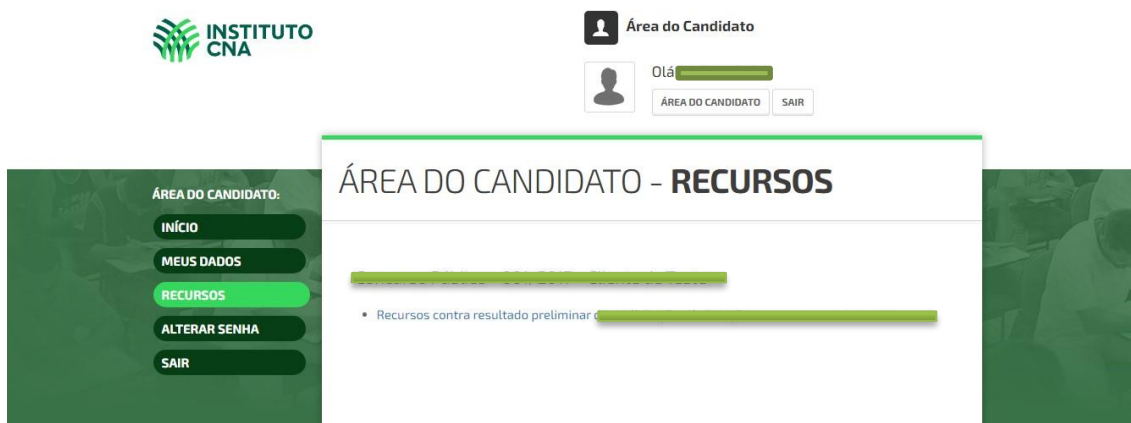 INSTITUTO
CNA
Área do Candidato
Olá
ÁREA DO CANDIDATO SAIR
ÁREA DO CANDIDATO:
INÍCIO
MEUS DADOS
RECURSOS
ALTERAR SENHA
SAIR
ÁREA DO CANDIDATO - RECURSOS
Recursos contra resultado preliminar